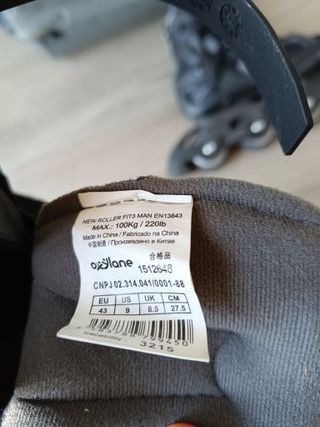 NEW ROLLER FIT3 MAN EN13843
MAX.: 100Kg / 220lb
Made in China / Fabricado na China
中国制造 / Произведено в Китае
合格品
oxylane
1512648
CNPJ 02.314.041/0001-88
EU US UK CM
43 9 8.5 27.5
traceability
3215